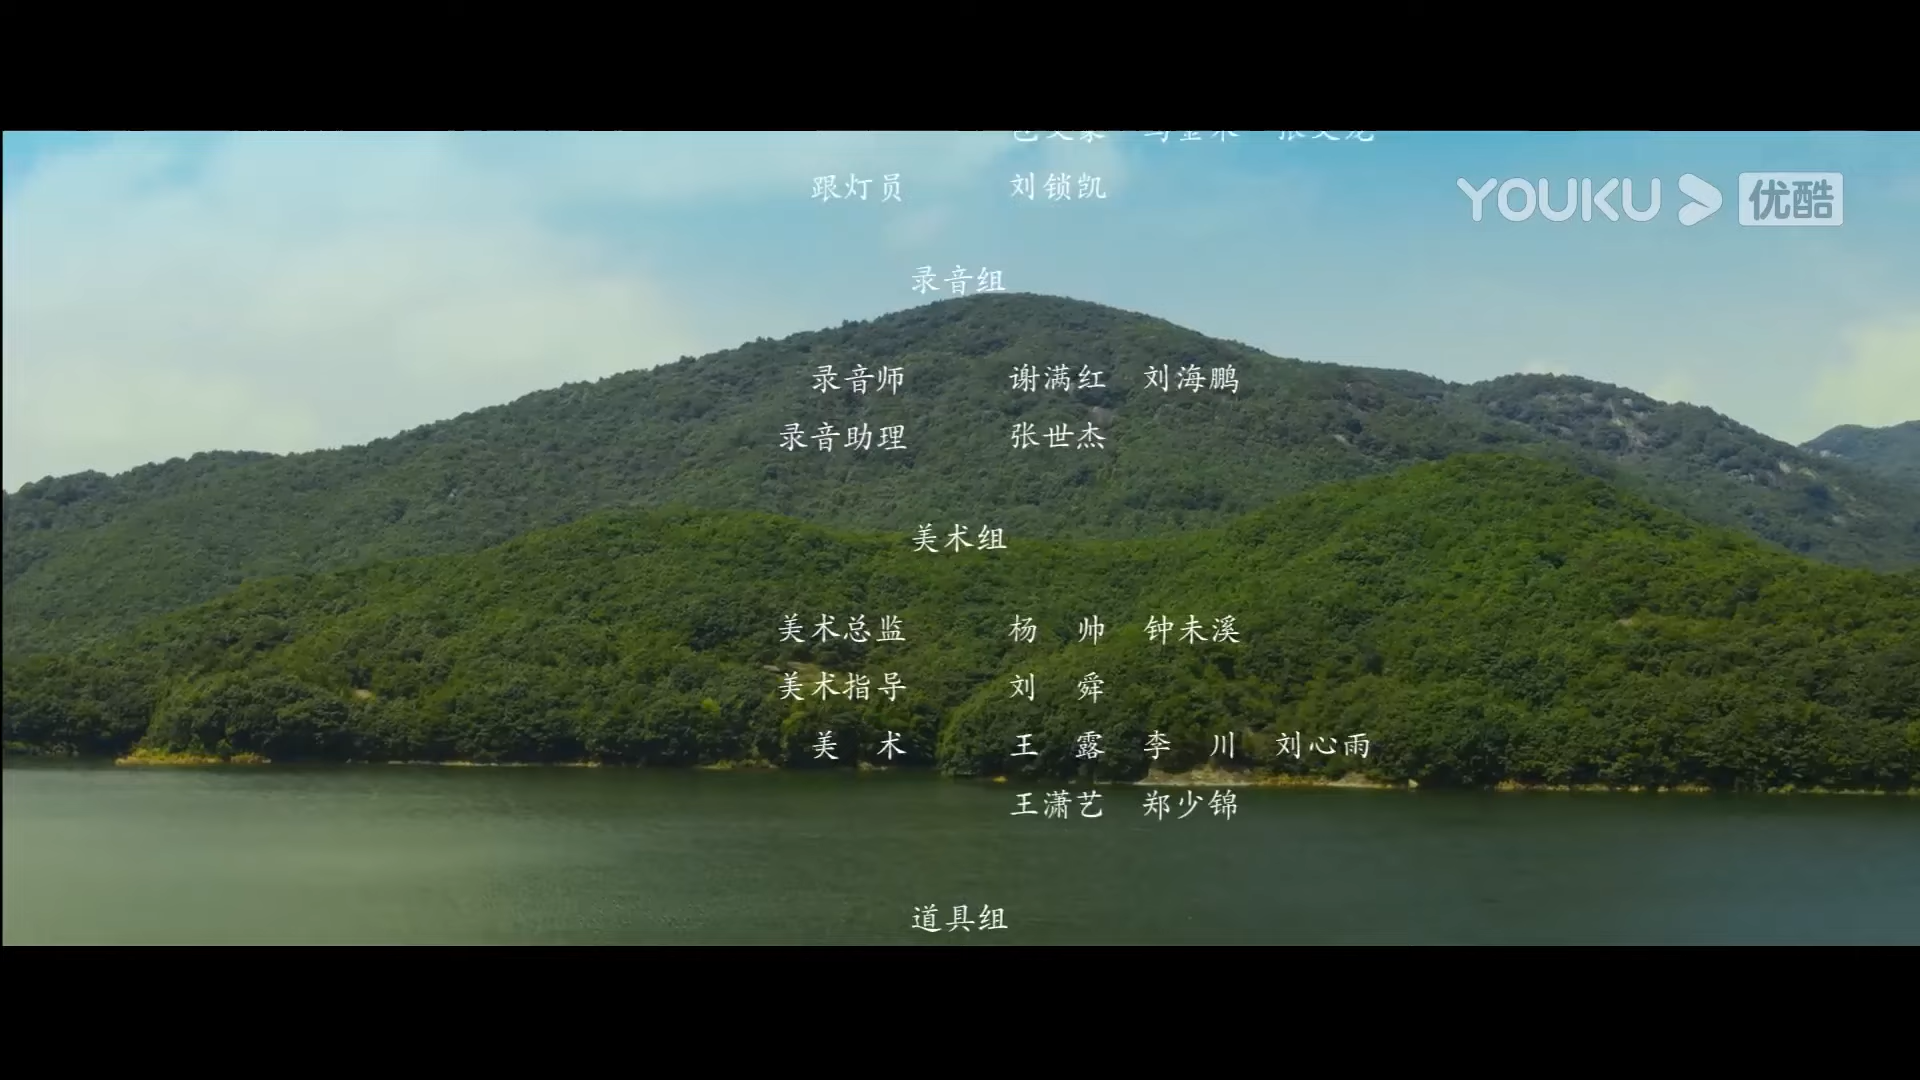 跟灯员 刘锁凯
YOUKU 优酷
录音组
录音师 谢满红 刘海鹏
录音助理 张世杰
美术组
美术总监 杨帅 钟未溪
美术指导 刘舜
美术 王露 李川 刘心雨
王潇艺 郑少锦
道具组